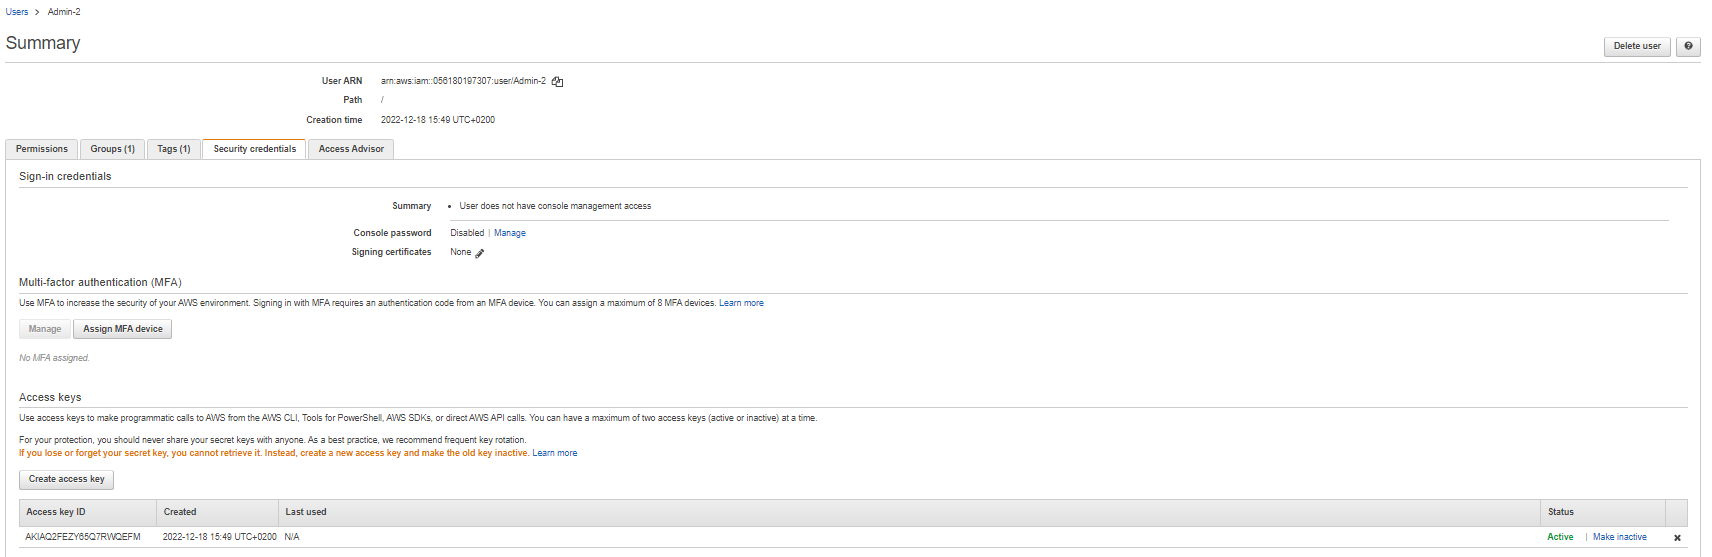 Users > Admin-2
Summary
Delete user
User ARN arn:aws:iam::056180197307:user/Admin-2
Path /
Creation time 2022-12-18 15:49 UTC+0200
Permissions Groups (1) Tags (1) Security credentials Access Advisor
Sign-in credentials
Summary • User does not have console management access
Console password Disabled | Manage
Signing certificates None
Multi-factor authentication (MFA)
Use MFA to increase the security of your AWS environment. Signing in with MFA requires an authentication code from an MFA device. You can assign a maximum of 8 MFA devices. Learn more
Manage Assign MFA device
No MFA assigned.
Access keys
Use access keys to make programmatic calls to AWS from the AWS CLI, Tools for PowerShell, AWS SDKs, or direct AWS API calls. You can have a maximum of two access keys (active or inactive) at a time.
For your protection, you should never share your secret keys with anyone. As a best practice, we recommend frequent key rotation.
If you lose or forget your secret key, you cannot retrieve it. Instead, create a new access key and make the old key inactive. Learn more
Create access key
Access key ID Created Last used Status
AKIAQ2FEZY65Q7RWQEFM 2022-12-18 15:49 UTC+0200 N/A Active | Make inactive